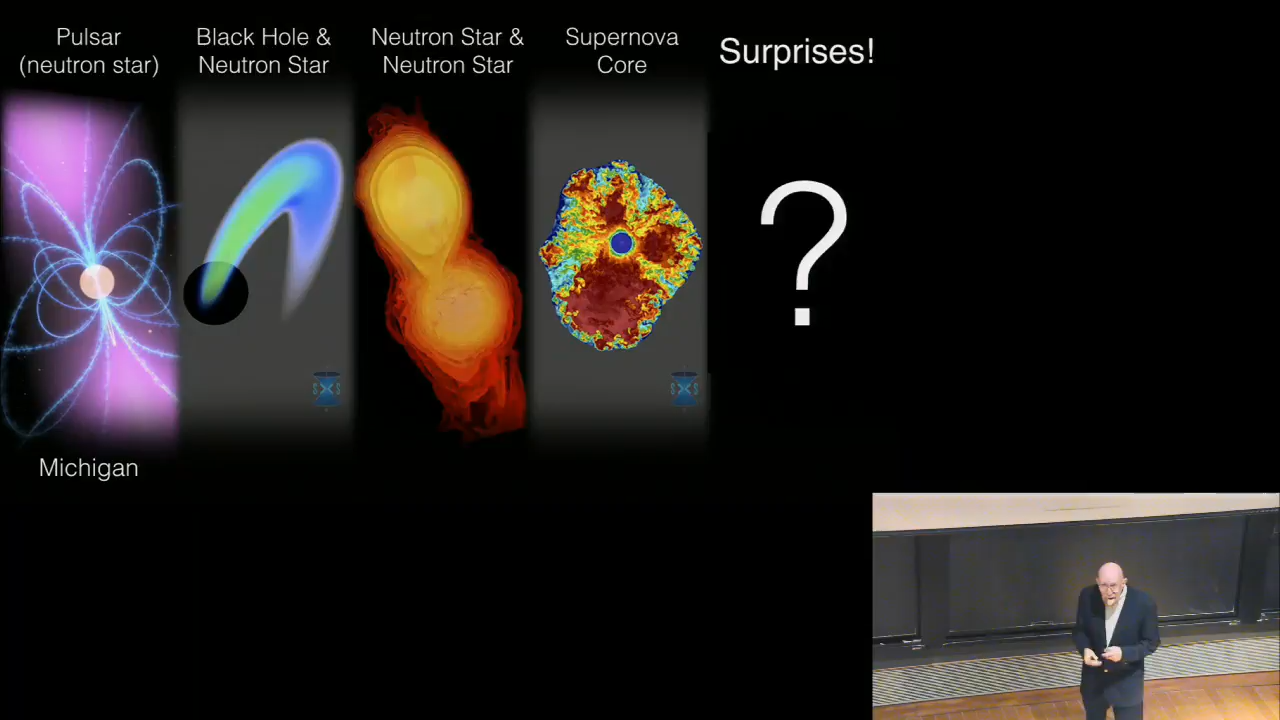 Pulsar
(neutron star)
Black Hole &
Neutron Star
Neutron Star &
Neutron Star
Supernova
Core
Surprises!
?
Michigan